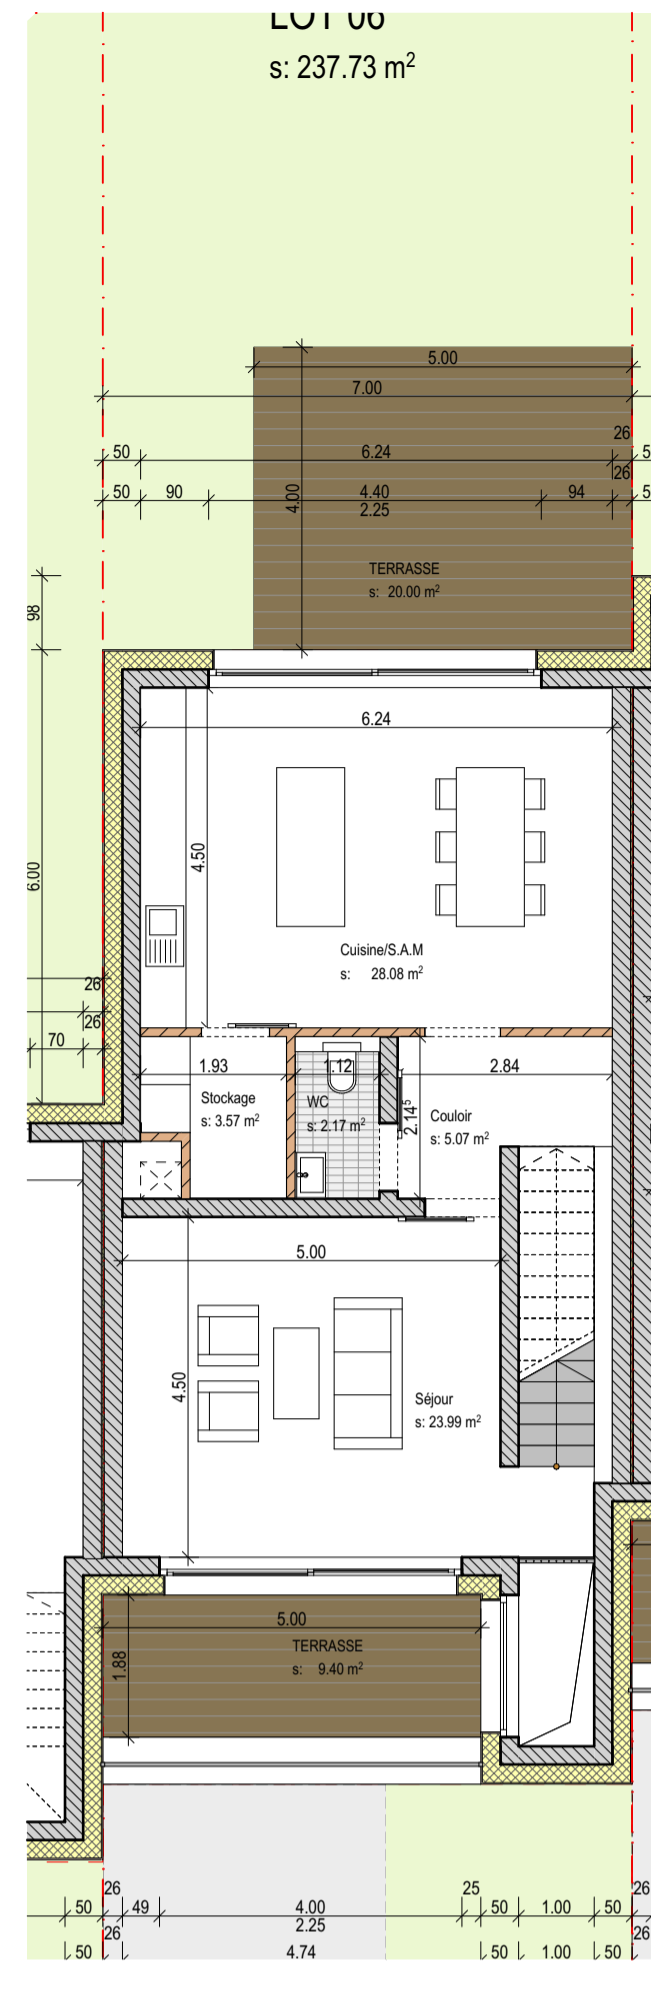 LOT 06
s: 237.73 m²
5.00
7.00
26
50 6.24 5
26
50 90 4.40 94 5
2.25
4.00
TERRASSE
s: 20.00 m²
98
6.24
6.00
4.50
Cuisine/S.A.M
s: 28.08 m²
26
26
70
1.93 1.12 2.84
Stockage
s: 3.57 m²
WC
s: 2.17 m²
2.14⁵
Couloir
s: 5.07 m²
5.00
4.50
Séjour
s: 23.99 m²
5.00
TERRASSE
s: 9.40 m²
1.88
26 25 26
50 49 4.00 50 1.00 50
2.25
26 26
50 4.74 50 1.00 50